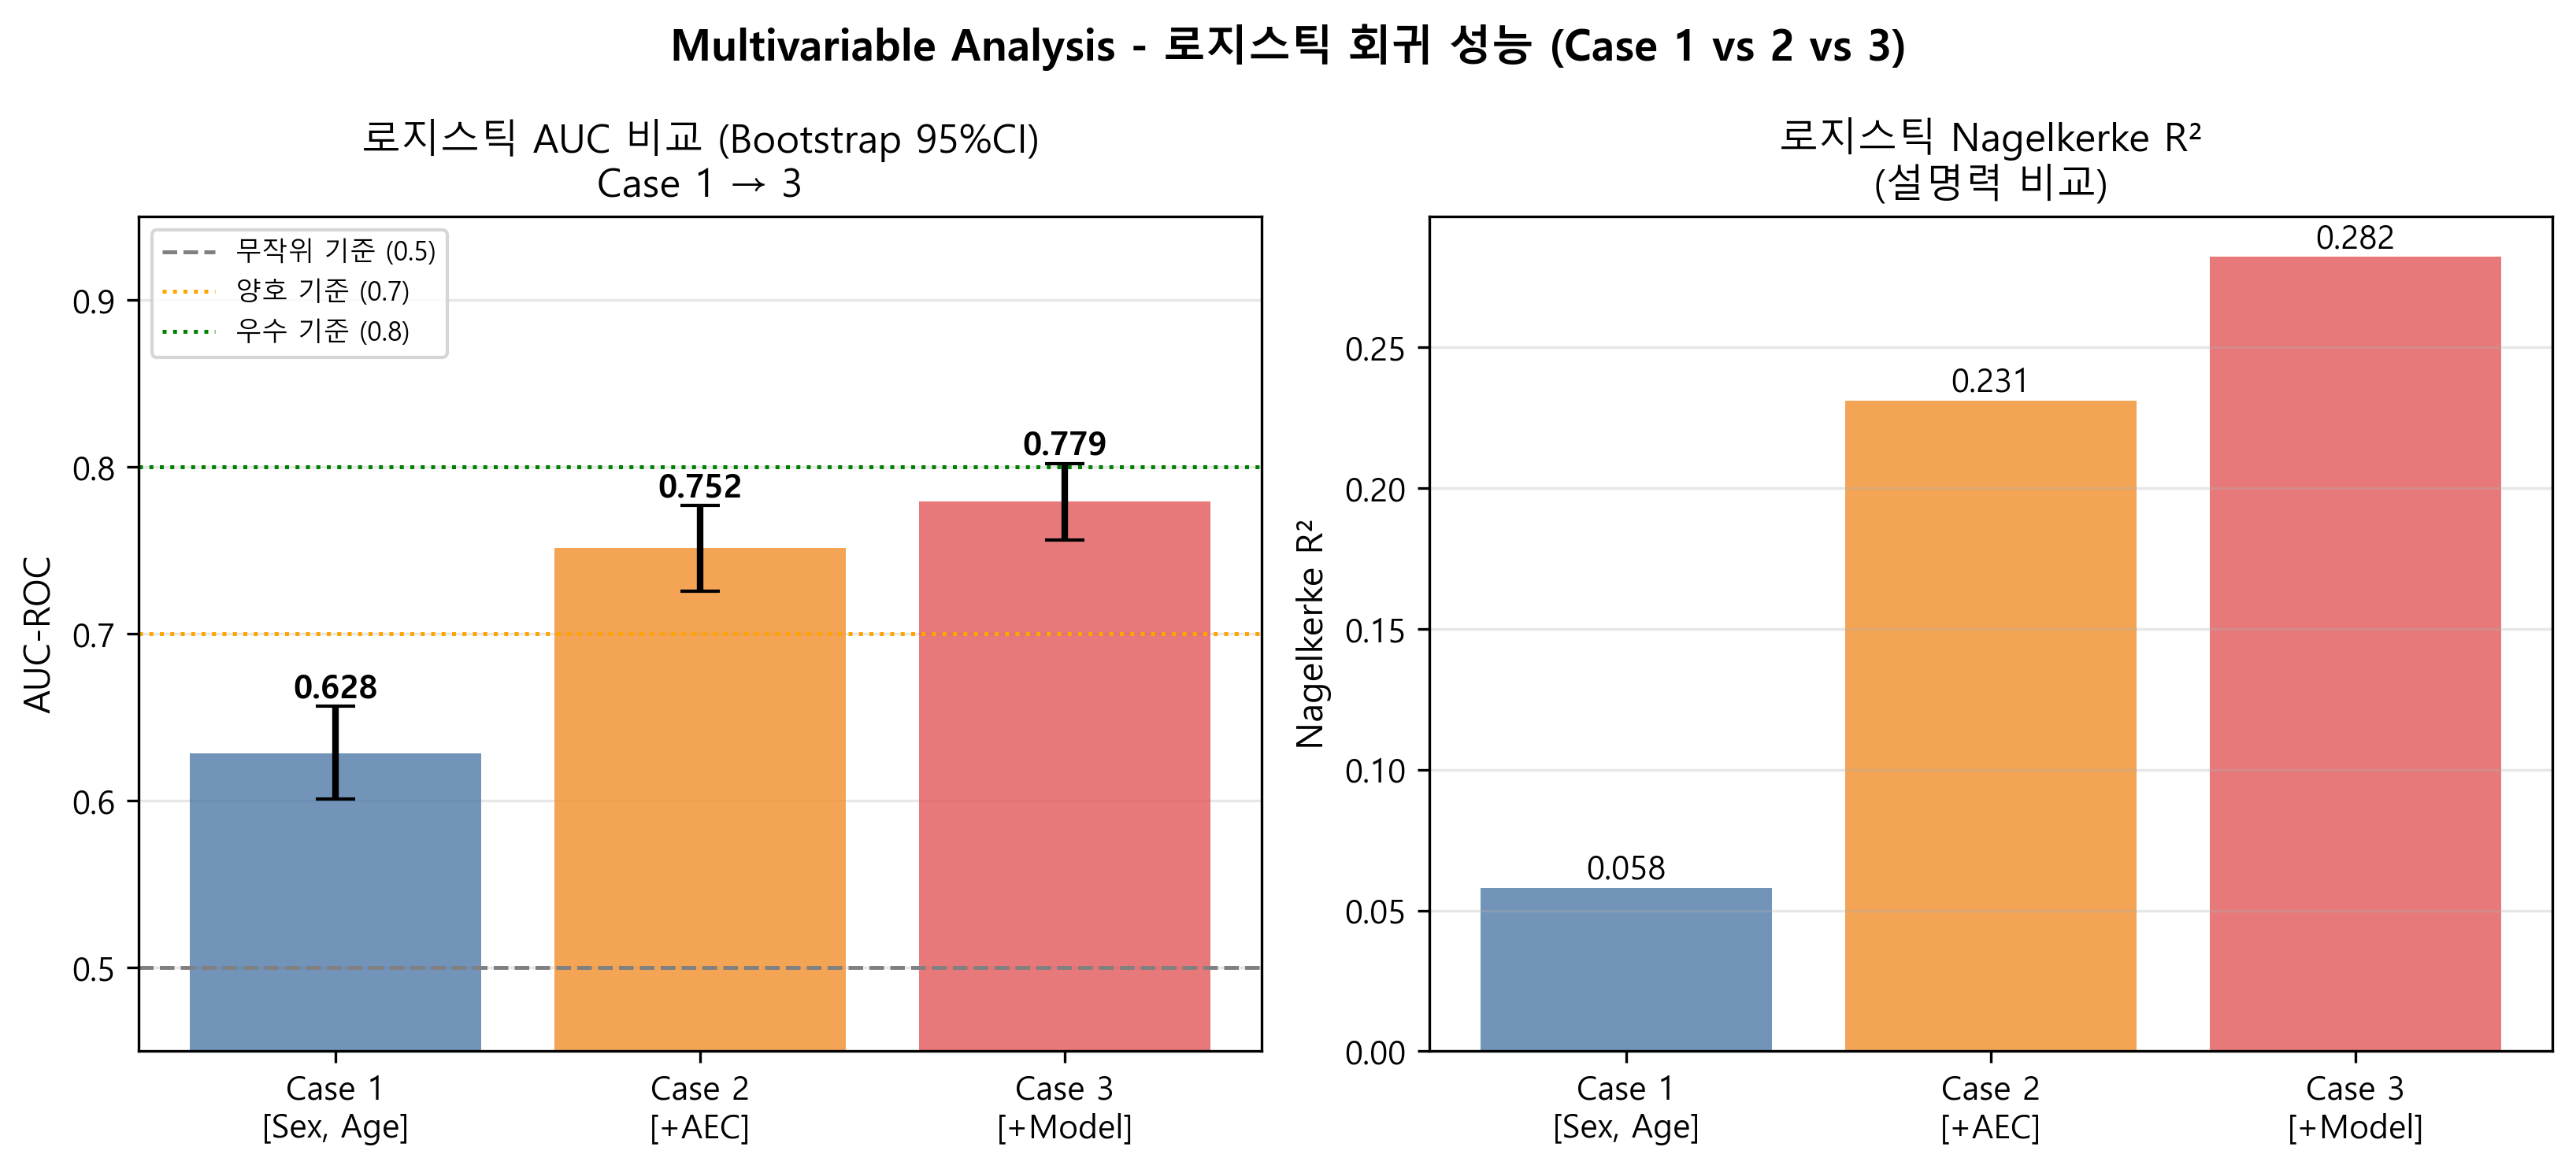 Multivariable Analysis - 로지스틱 회귀 성능 (Case 1 vs 2 vs 3)
로지스틱 AUC 비교 (Bootstrap 95%CI)
Case 1 → 3
무작위 기준 (0.5)
양호 기준 (0.7)
우수 기준 (0.8)
AUC-ROC
0.9
0.8
0.7
0.6
0.5
0.628
0.752
0.779
Case 1
[Sex, Age]
Case 2
[+AEC]
Case 3
[+Model]
로지스틱 Nagelkerke R²
(설명력 비교)
Nagelkerke R²
0.25
0.20
0.15
0.10
0.05
0.00
0.058
0.231
0.282
Case 1
[Sex, Age]
Case 2
[+AEC]
Case 3
[+Model]